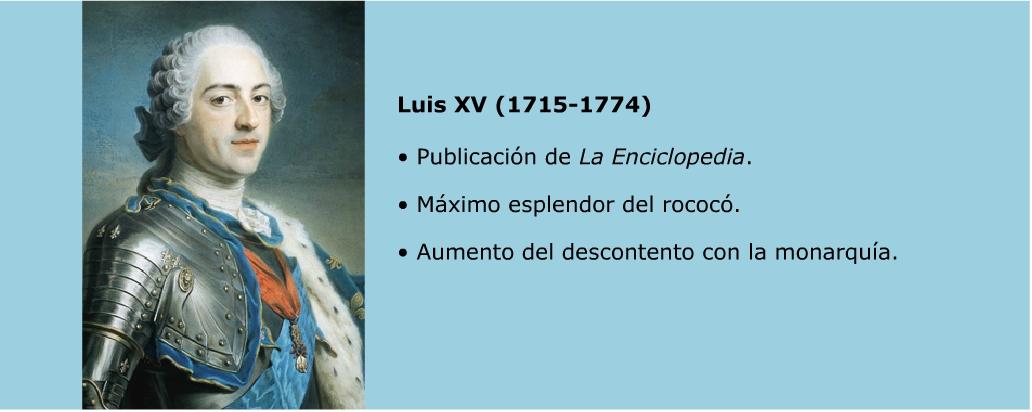 Luis XV (1715-1774)
• Publicación de La Enciclopedia.
• Máximo esplendor del rococó.
• Aumento del descontento con la monarquía.